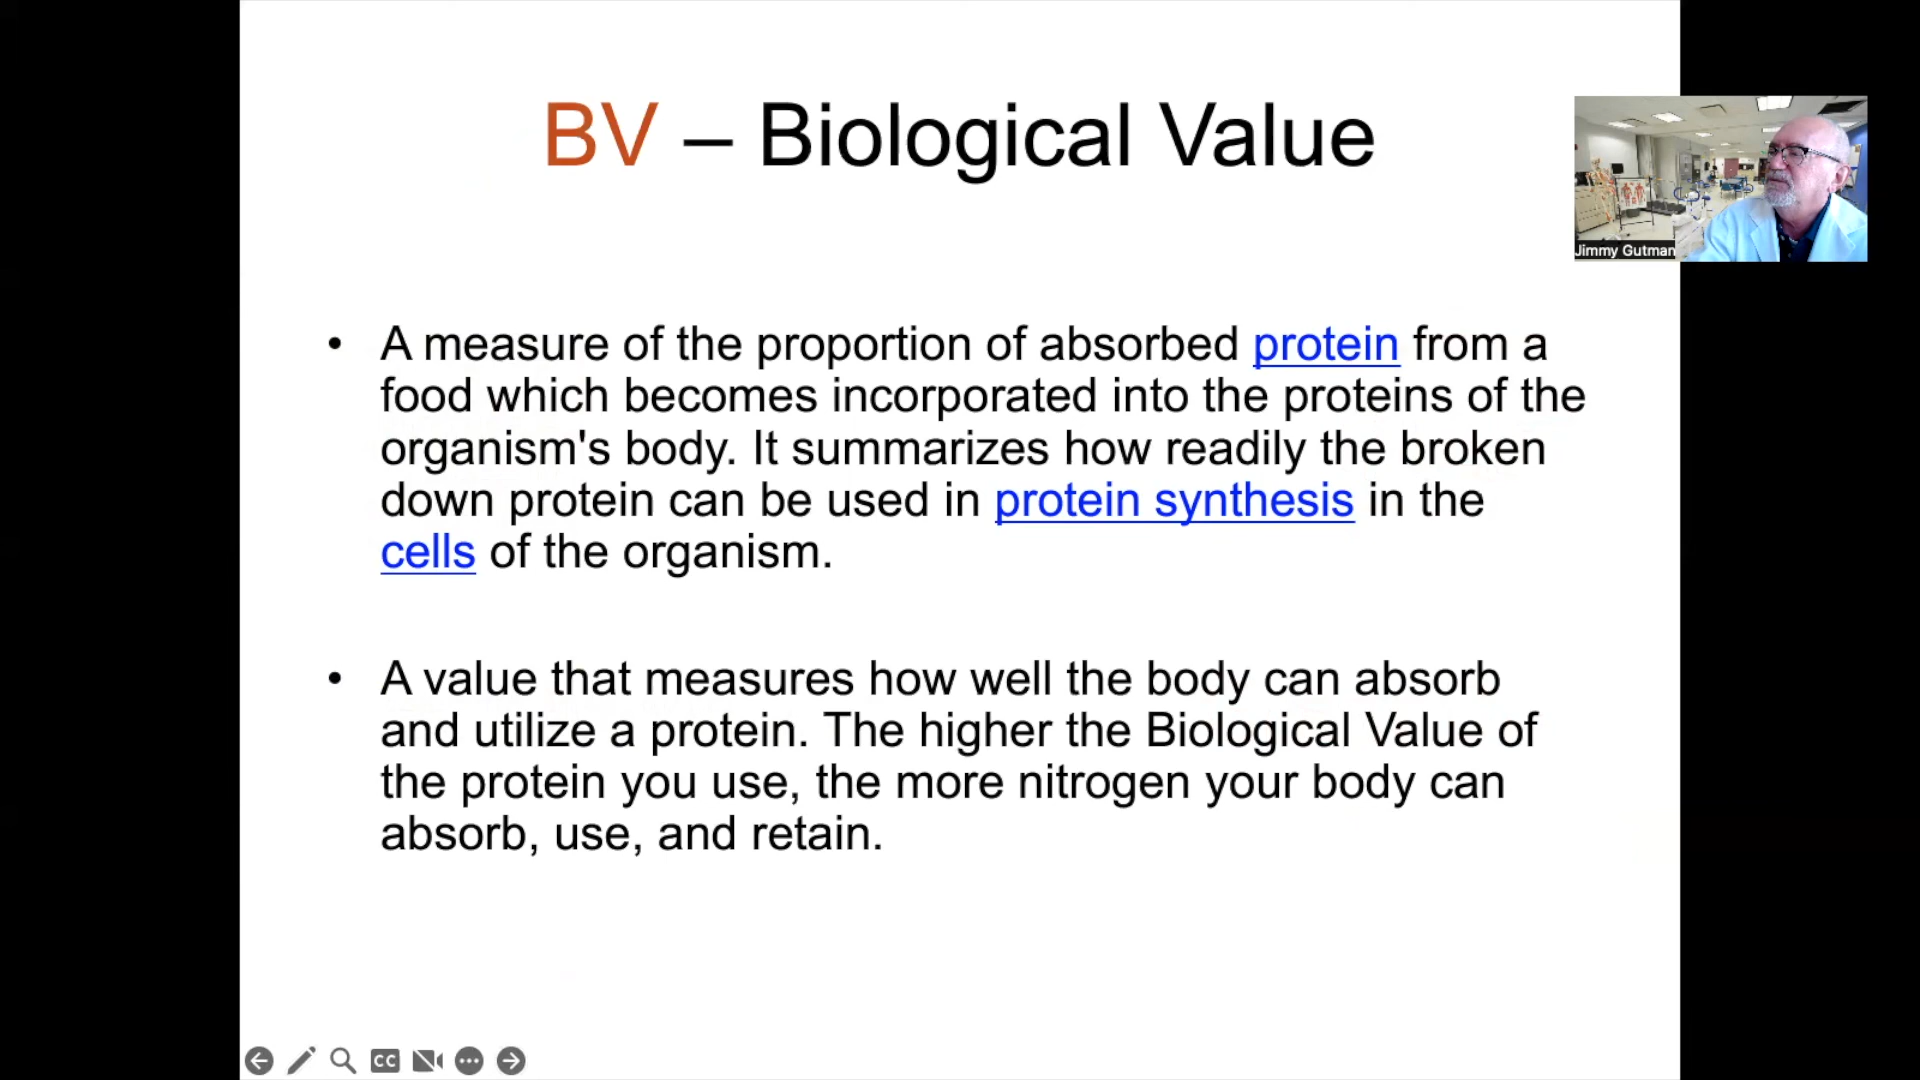 BV – Biological Value
Jimmy Gutman
• A measure of the proportion of absorbed protein from a
food which becomes incorporated into the proteins of the
organism's body. It summarizes how readily the broken
down protein can be used in protein synthesis in the
cells of the organism.
• A value that measures how well the body can absorb
and utilize a protein. The higher the Biological Value of
the protein you use, the more nitrogen your body can
absorb, use, and retain.
CC